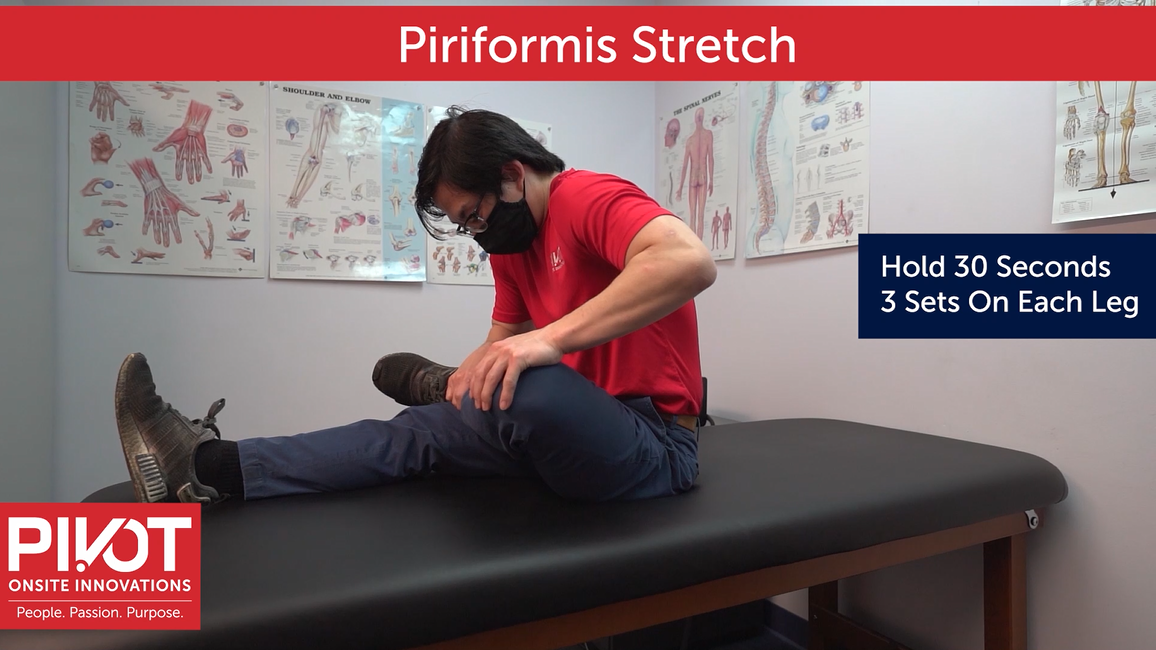 Piriformis Stretch
SHOULDER AND ELBOW
THE SPINAL NERVES
Hold 30 Seconds
3 Sets On Each Leg
PIVOT
PIVOT
ONSITE INNOVATIONS
People. Passion. Purpose.